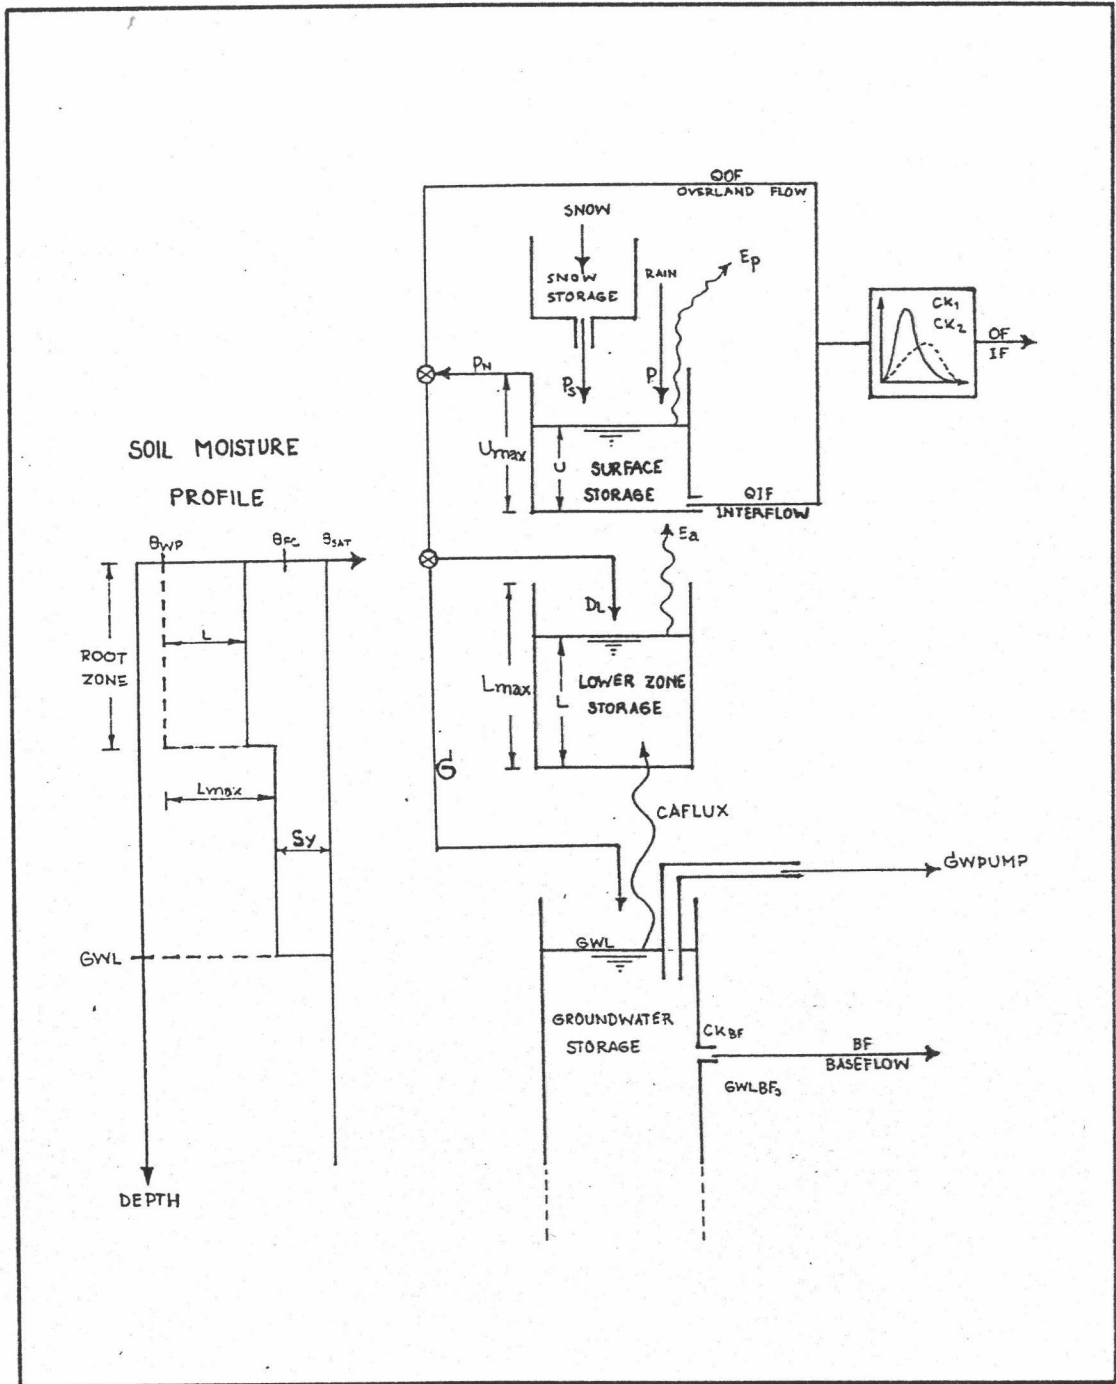 QOF
OVERLAND FLOW
SNOW
SNOW
STORAGE
RAIN
Ep
CK1
CK2
OF
IF
PN
Ps
P
Umax
U
SURFACE
STORAGE
QIF
INTERFLOW
SOIL MOISTURE
PROFILE
θWP
θFC
θSAT
Ea
DL
L
ROOT
ZONE
Lmax
L
LOWER ZONE
STORAGE
G
Lmax
CAFLUX
Sy
GWPUMP
GWL
GWL
GROUNDWATER
STORAGE
CKBF
BF
BASEFLOW
GWLBF0
DEPTH